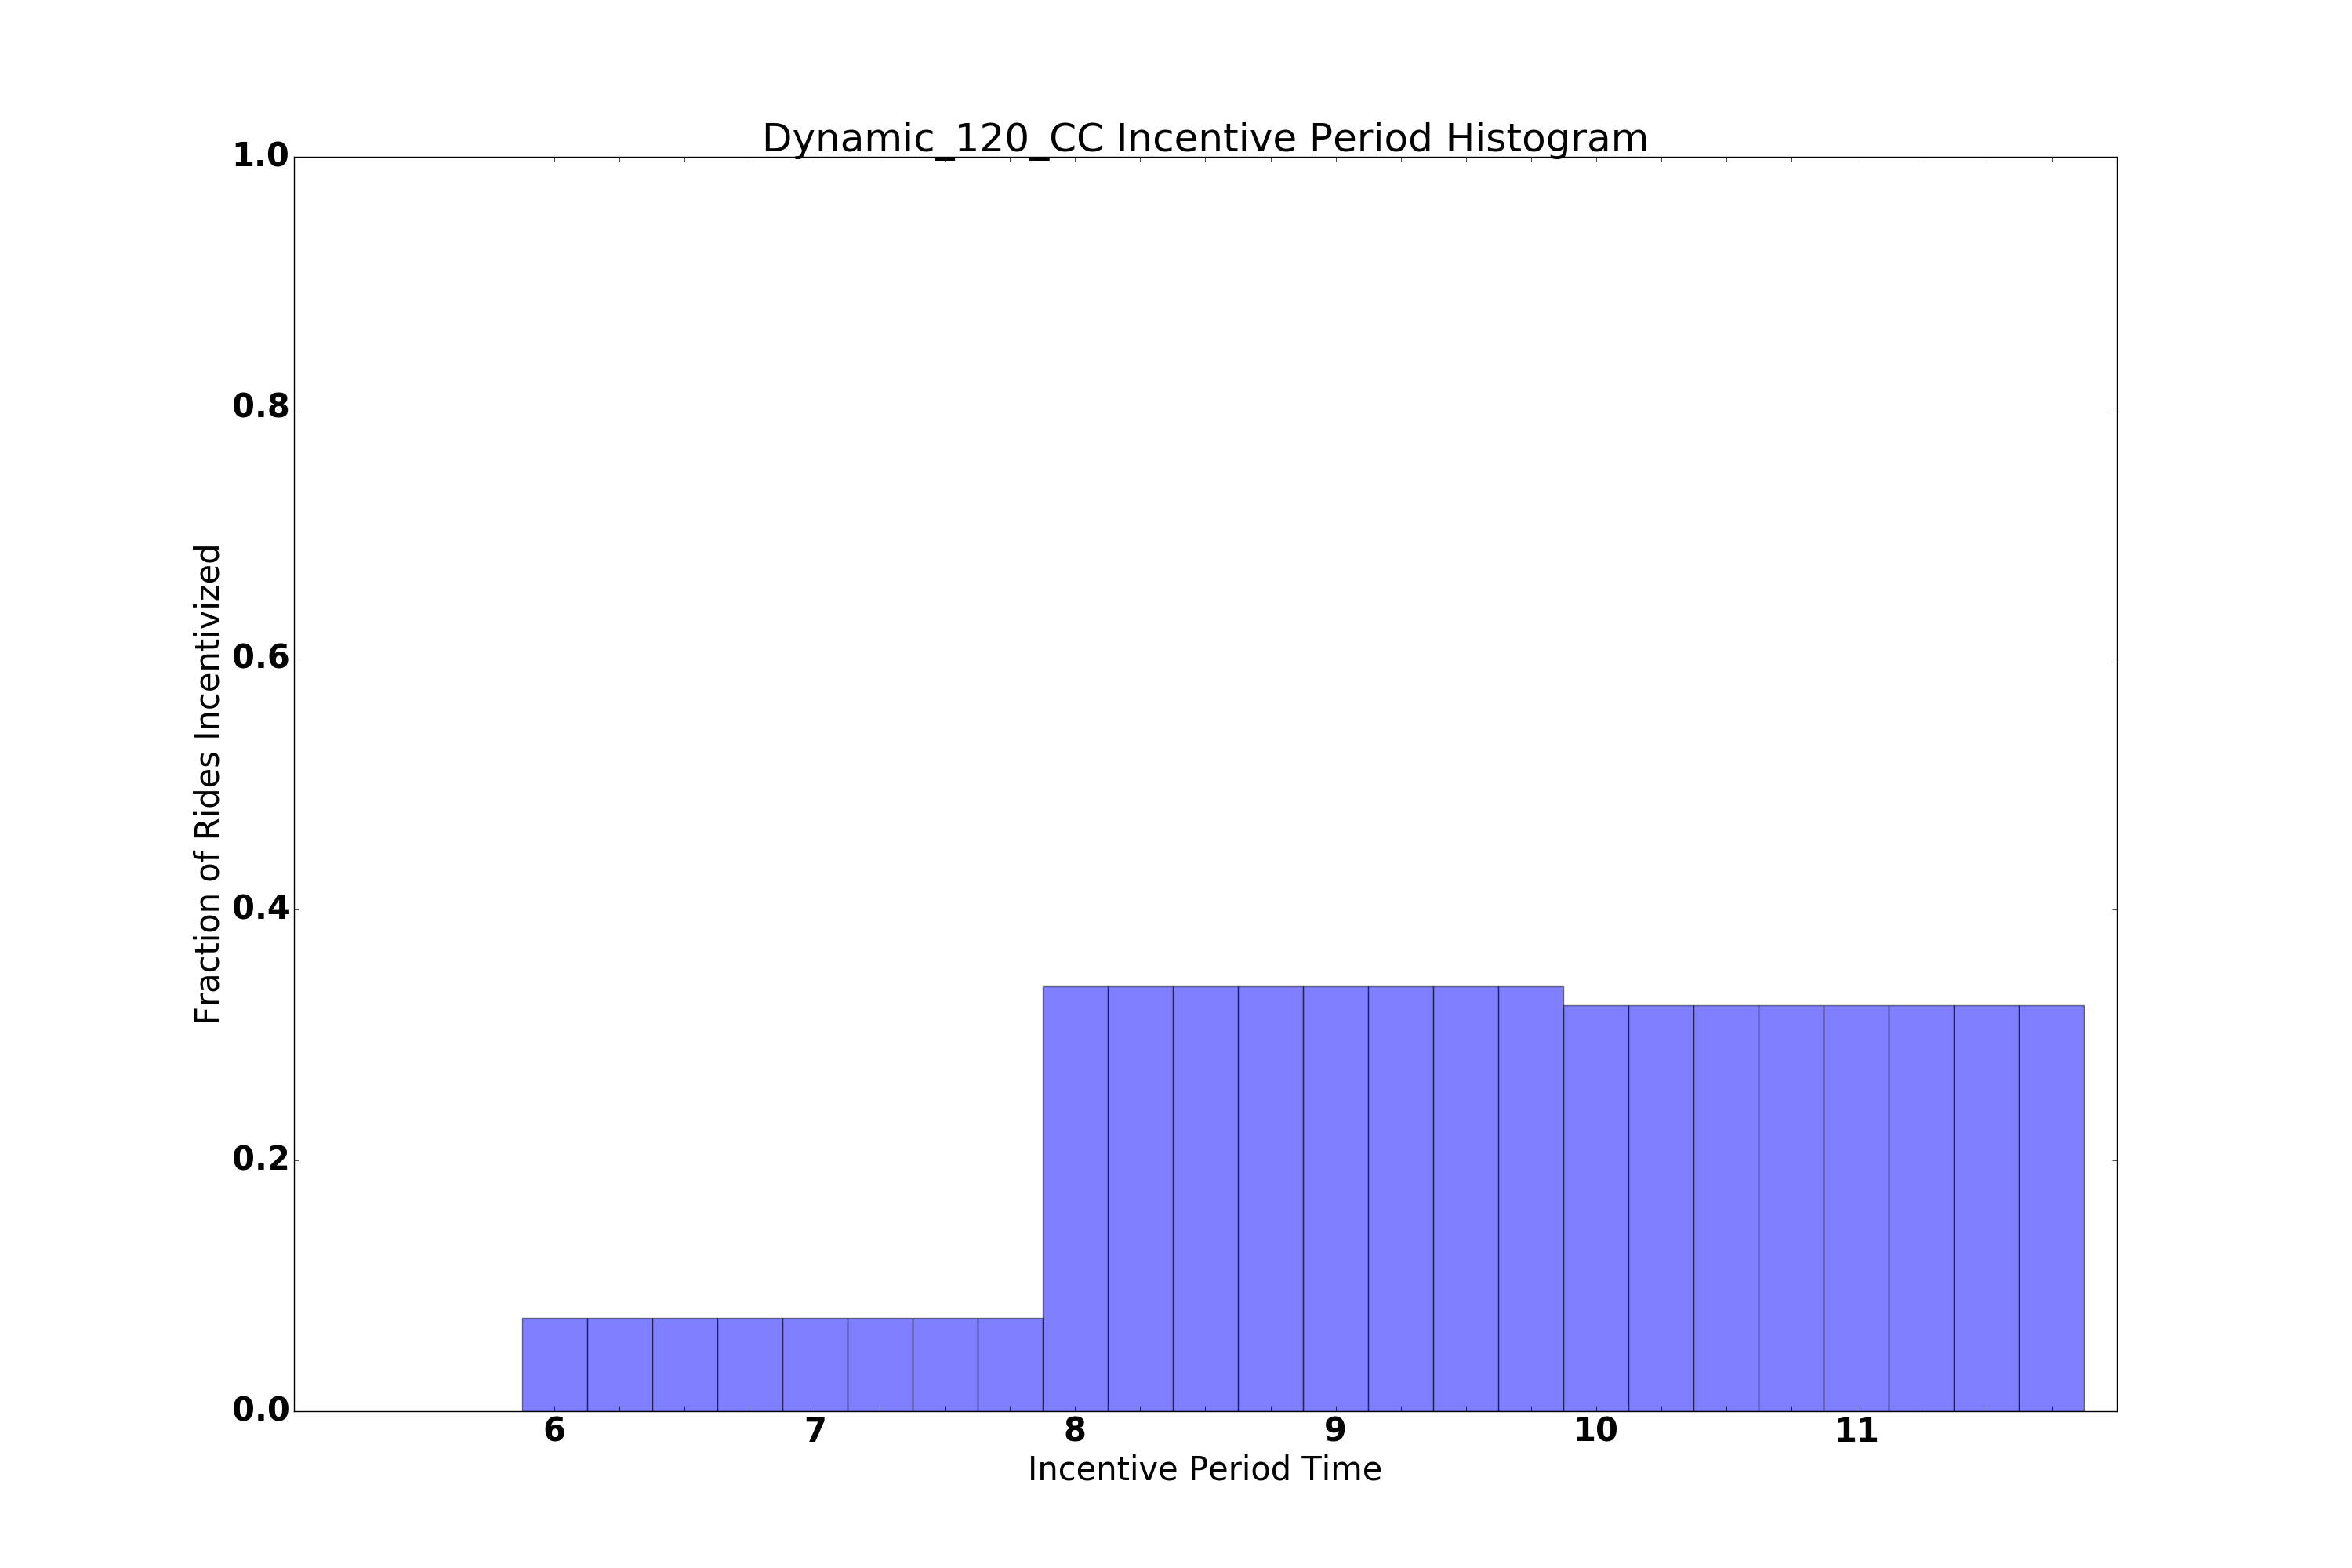 Dynamic_120_CC Incentive Period Histogram
1.0
0.8
0.6
0.4
0.2
0.0
Fraction of Rides Incentivized
6 7 8 9 10 11
Incentive Period Time